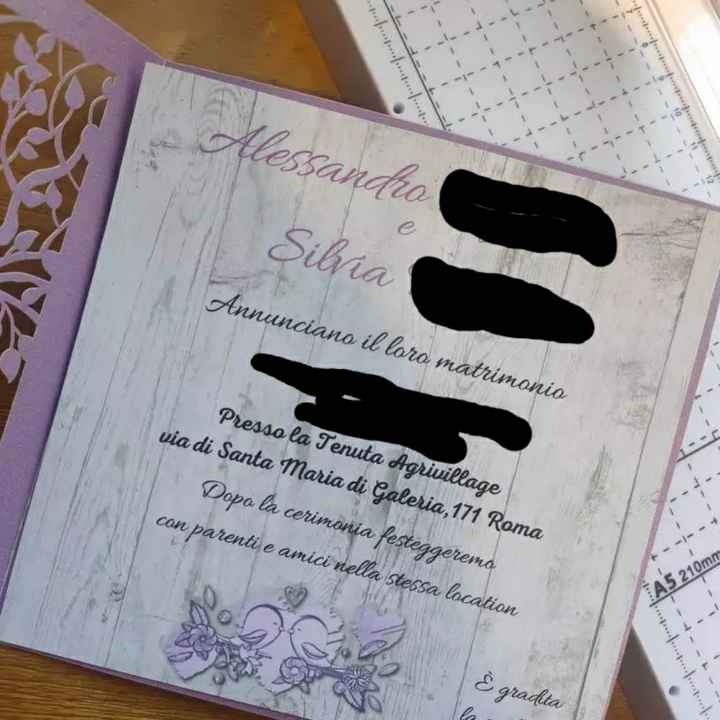 Alessandro
e
Silvia
Annunciano il loro matrimonio
Presso la Tenuta Agrivillage
via di Santa Maria di Galeria, 171 Roma
Dopo la cerimonia festeggeremo
con parenti e amici nella stessa location
È gradita
la
A5 210mm